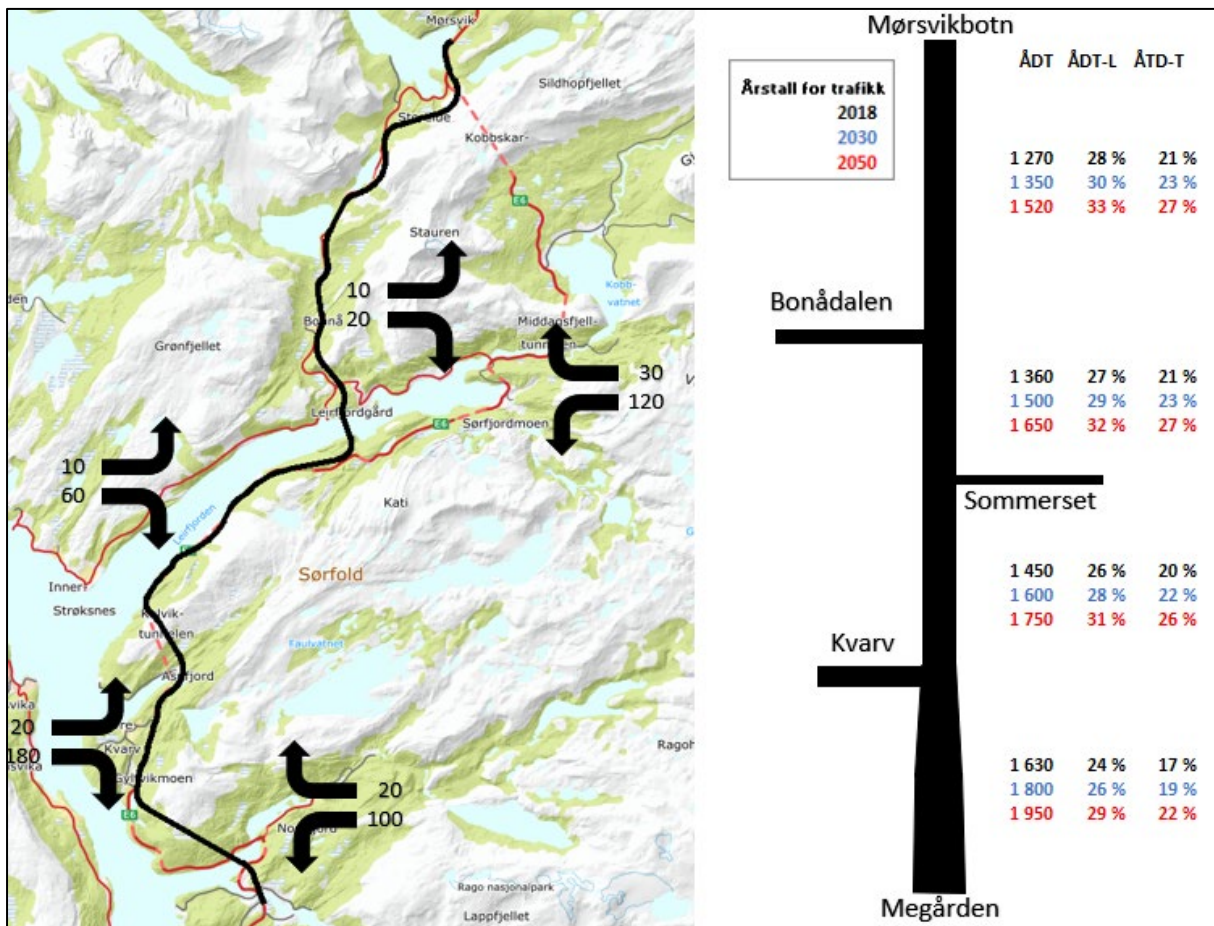 Mørsvik
Sildhopfjellet
Kobbskar-
E6
Stauren
Kobb-
vatnet
10
20
Middagsfjell-
tunnelen
Grønfjellet
30
120
Leirfjordgård
E6
Sørfjordmoen
10
60
Kati
Leirfjorden
Sørfold
Inner
Strøksnes
tunnelen
Faulvatnet
20
180
Kvarv
Ragoh
20
100
E6
Rago nasjonalpark
Lappfjellet
Mørsvikbotn
Årstall for trafikk
2018
2030
2050
ÅDT ÅDT-L ÅTD-T
1 270 28 % 21 %
1 350 30 % 23 %
1 520 33 % 27 %
Bonådalen
1 360 27 % 21 %
1 500 29 % 23 %
1 650 32 % 27 %
Sommerset
1 450 26 % 20 %
1 600 28 % 22 %
1 750 31 % 26 %
Kvarv
1 630 24 % 17 %
1 800 26 % 19 %
1 950 29 % 22 %
Megården